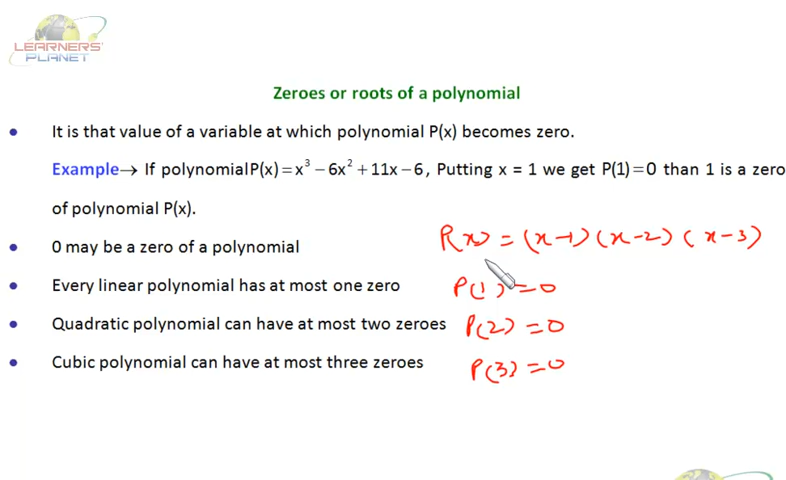 LEARNERS'
PLANET
Zeroes or roots of a polynomial
• It is that value of a variable at which polynomial P(x) becomes zero.
Example→ If polynomialP(x) = x³ − 6x² + 11x − 6, Putting x = 1 we get P(1) = 0 than 1 is a zero
of polynomial P(x).
• 0 may be a zero of a polynomial
P(x) = (x-1) (x-2) (x-3)
• Every linear polynomial has at most one zero
P(1) = 0
• Quadratic polynomial can have at most two zeroes
P(2) = 0
• Cubic polynomial can have at most three zeroes
P(3) = 0